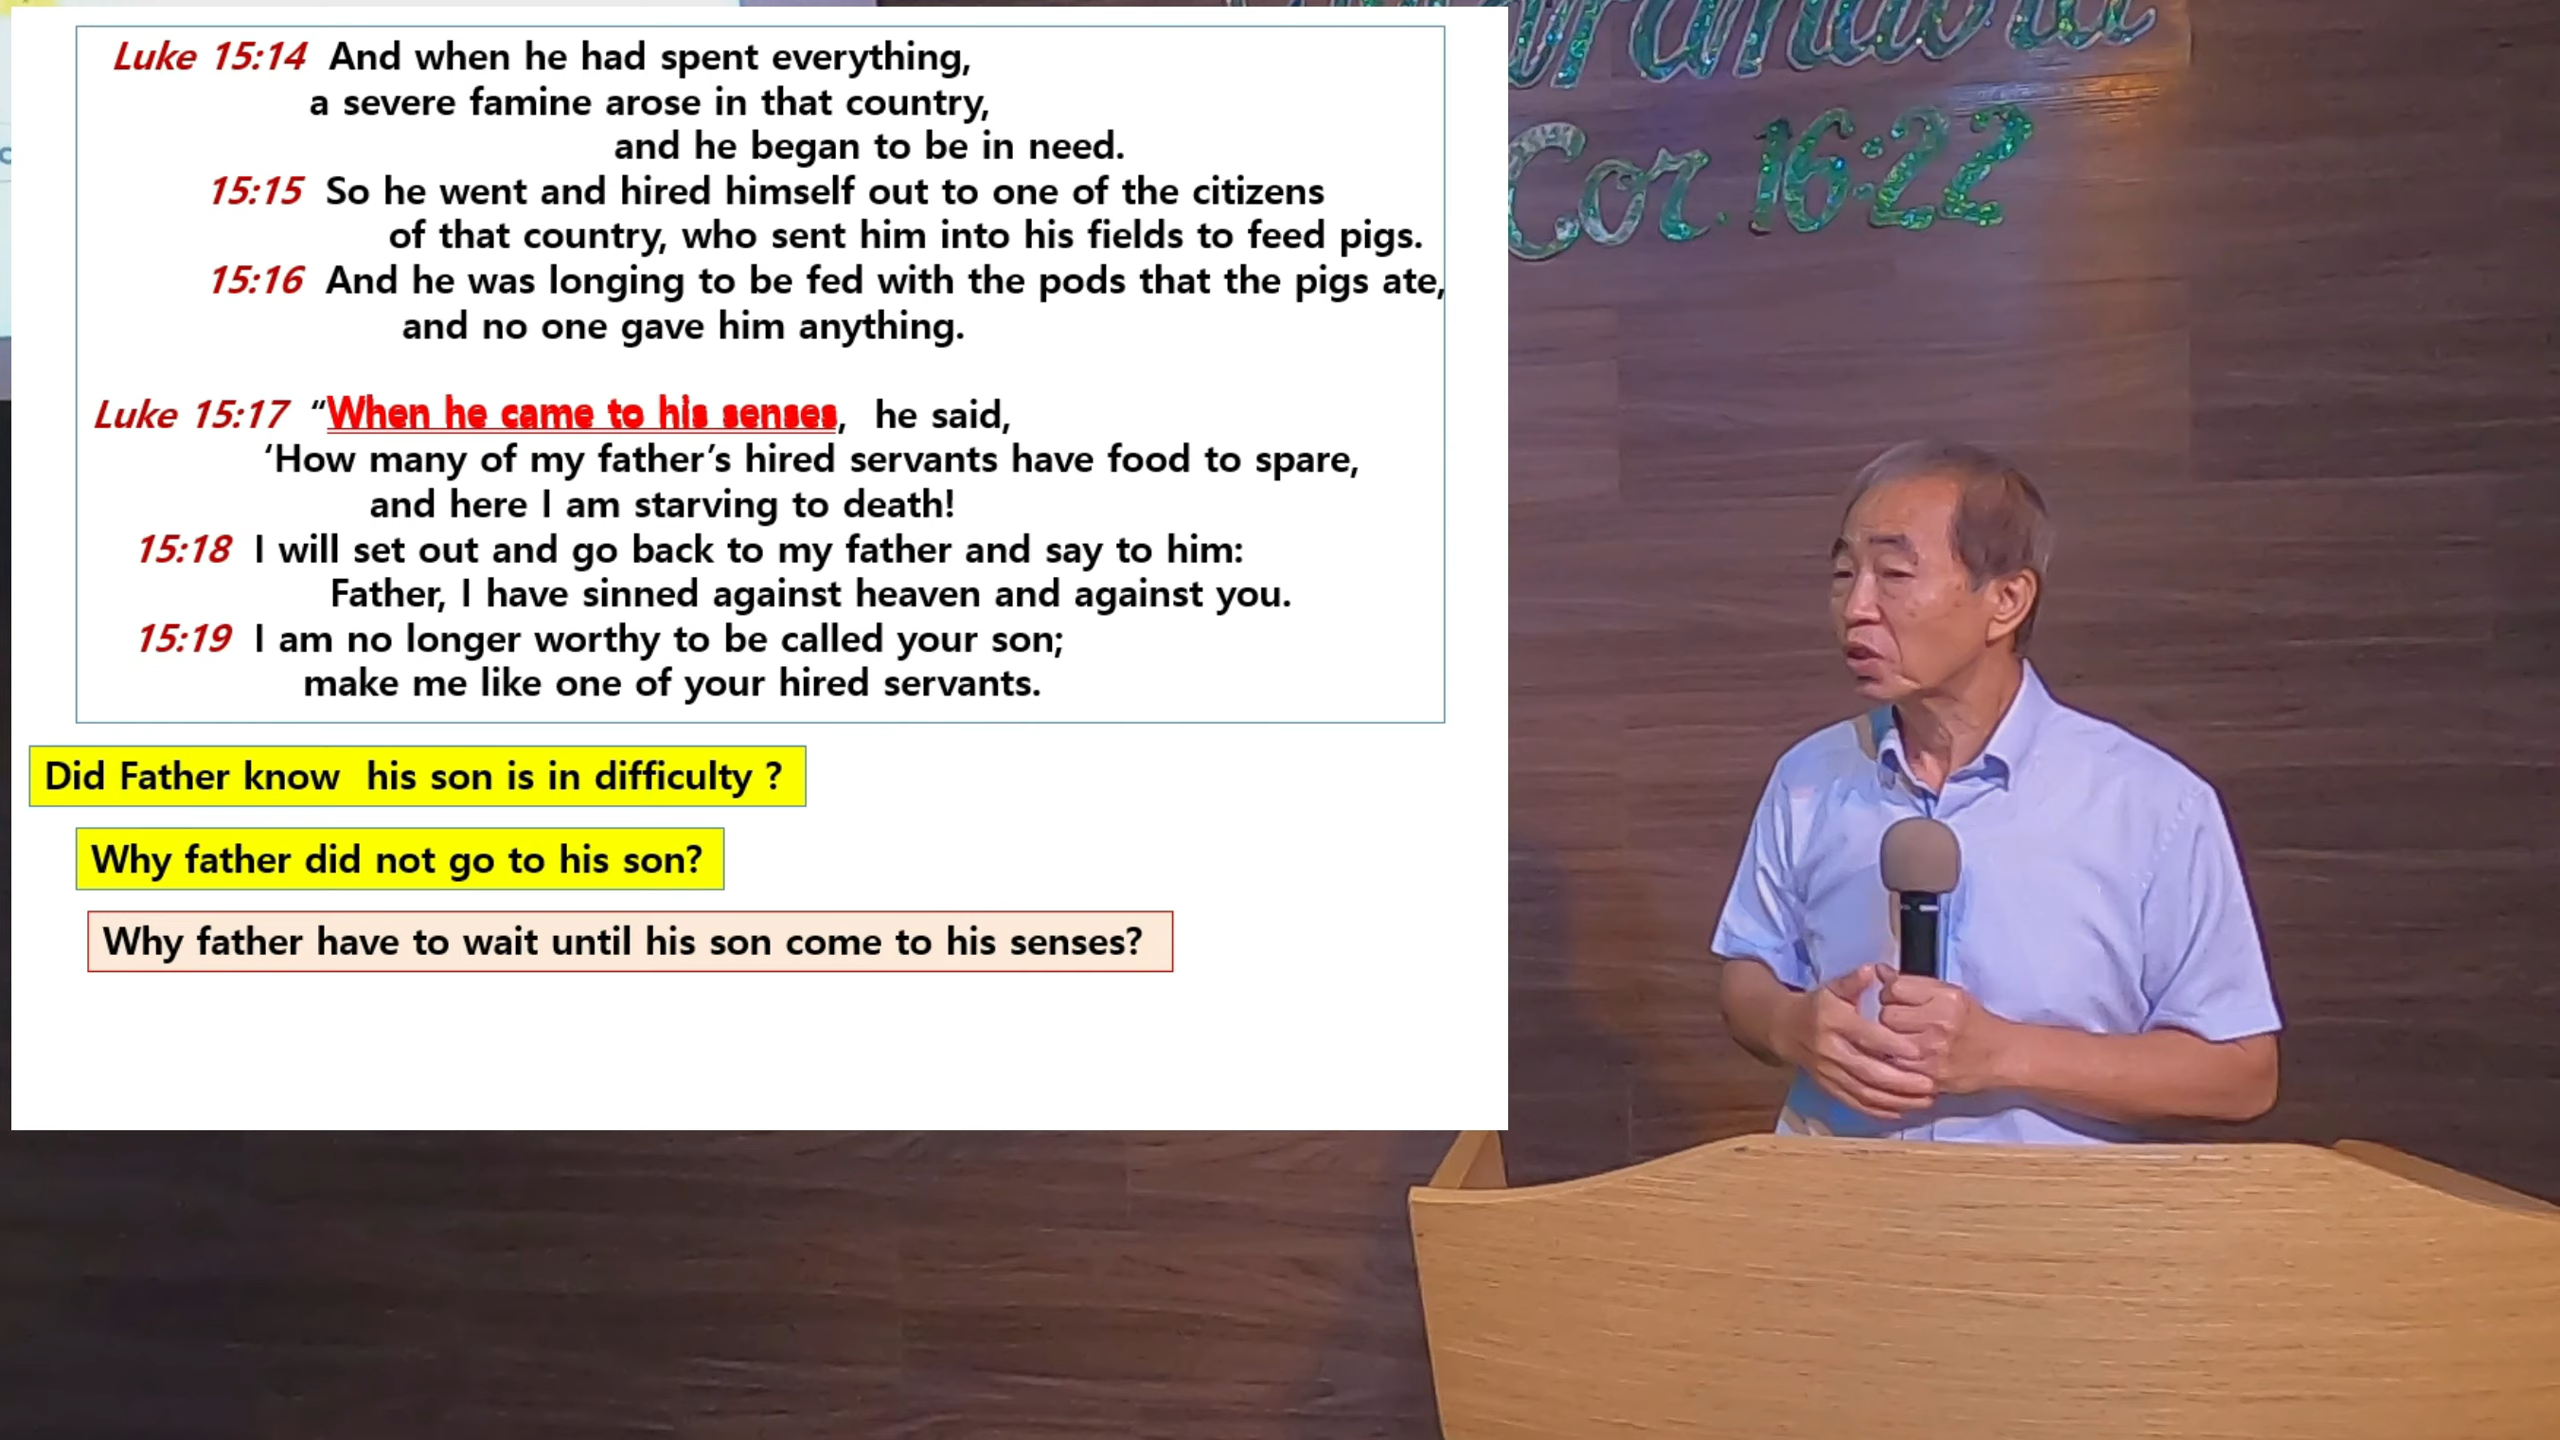 Luke 15:14 And when he had spent everything,
a severe famine arose in that country,
and he began to be in need.
15:15 So he went and hired himself out to one of the citizens
of that country, who sent him into his fields to feed pigs.
15:16 And he was longing to be fed with the pods that the pigs ate,
and no one gave him anything.
Luke 15:17 “When he came to his senses, he said,
‘How many of my father’s hired servants have food to spare,
and here I am starving to death!
15:18 I will set out and go back to my father and say to him:
Father, I have sinned against heaven and against you.
15:19 I am no longer worthy to be called your son;
make me like one of your hired servants.
Did Father know his son is in difficulty ?
Why father did not go to his son?
Why father have to wait until his son come to his senses?
Cor. 16:22